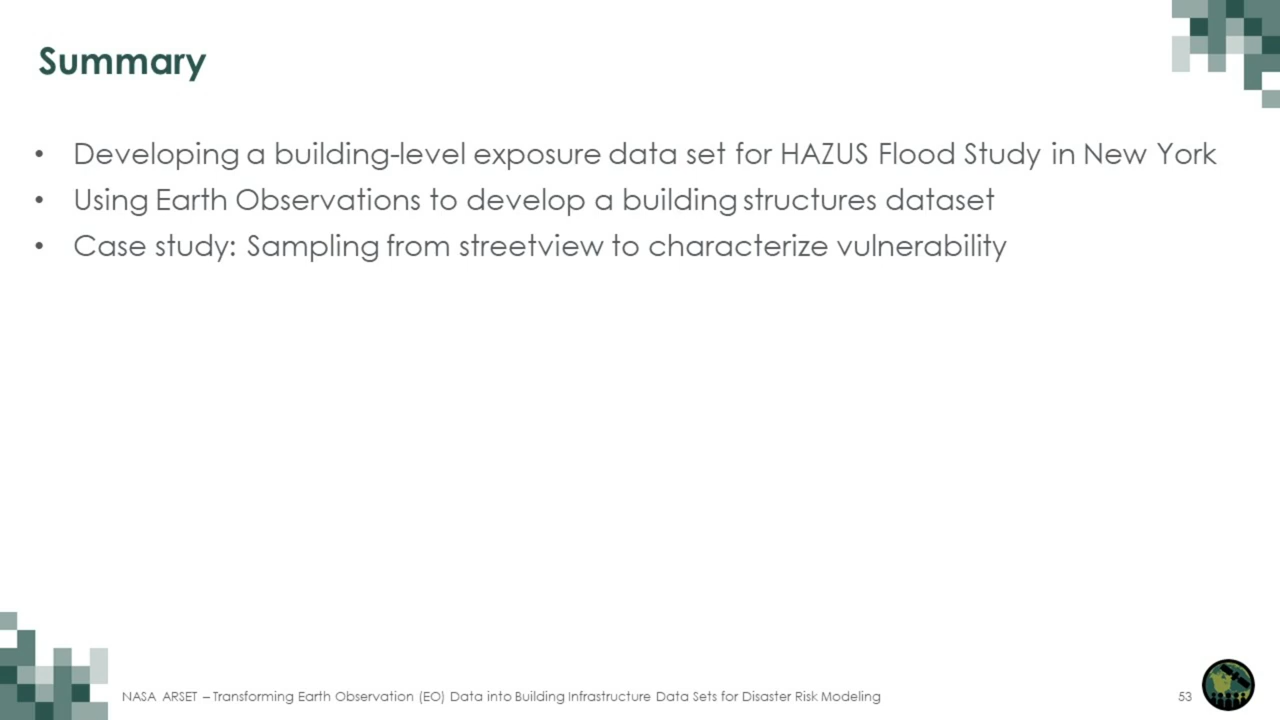 Summary
• Developing a building-level exposure data set for HAZUS Flood Study in New York
• Using Earth Observations to develop a building structures dataset
• Case study: Sampling from streetview to characterize vulnerability
NASA ARSET – Transforming Earth Observation (EO) Data into Building Infrastructure Data Sets for Disaster Risk Modeling
53